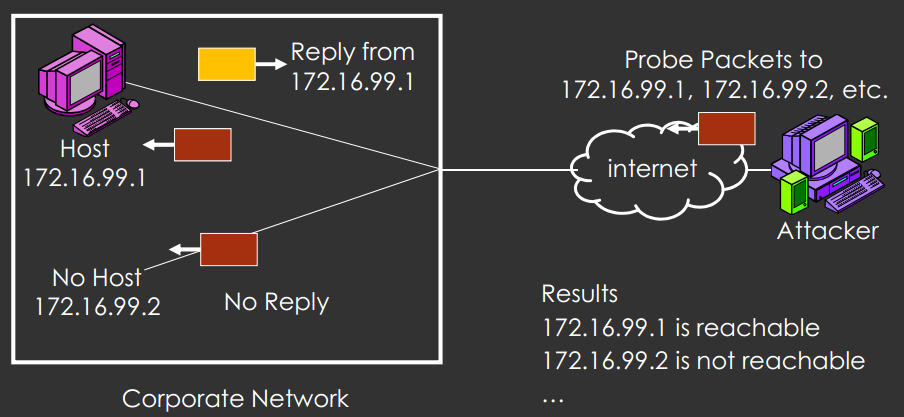 Reply from
172.16.99.1
Probe Packets to
172.16.99.1, 172.16.99.2, etc.
Host
172.16.99.1
internet
Attacker
No Host
172.16.99.2
No Reply
Results
172.16.99.1 is reachable
172.16.99.2 is not reachable
...
Corporate Network